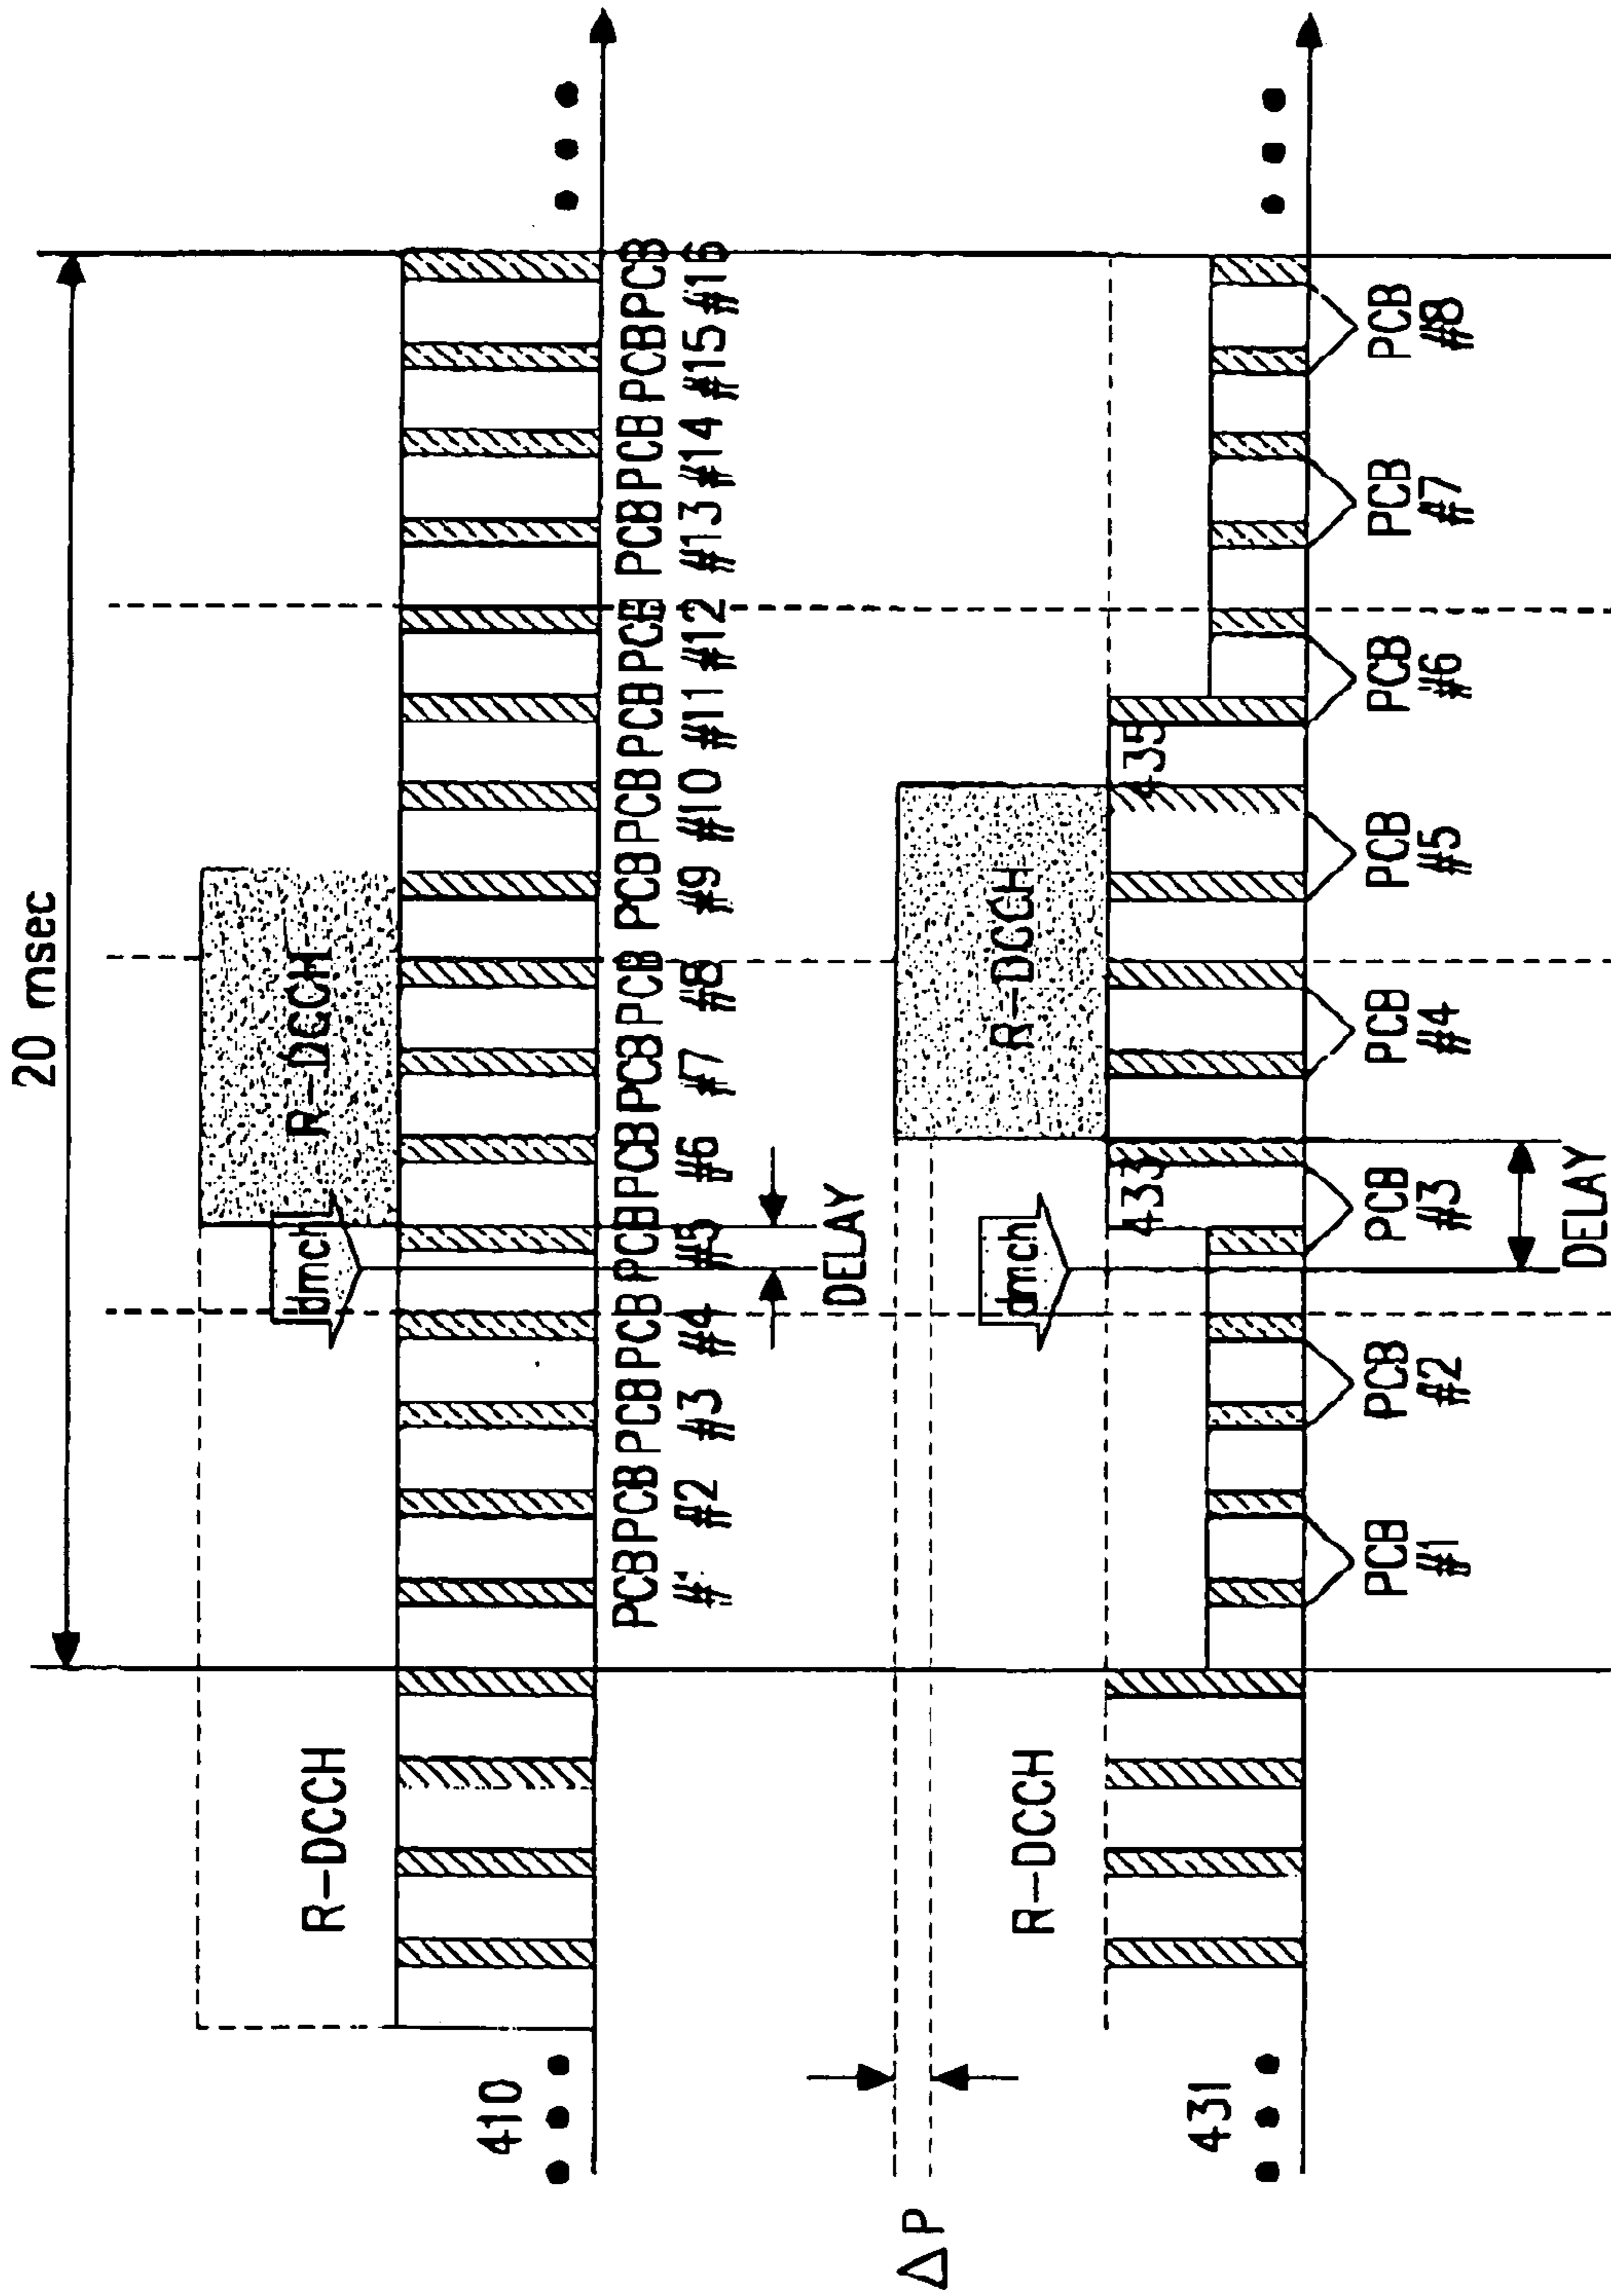 20 msec
R-DCCH
R-DCCH
dmch
410
PCB PCB PCB PCB PCB PCB PCB PCB PCB PCB PCB PCB PCB PCB PCB
#1 #2 #3 #4 #5 #6 #7 #8 #9 #10 #11 #12 #13 #14 #15 #16
DELAY
ΔP
R-DCCH
R-DCCH
dmch
431
433
435
PCB PCB PCB PCB PCB PCB PCB PCB
#1 #2 #3 #4 #5 #6 #7 #8
DELAY